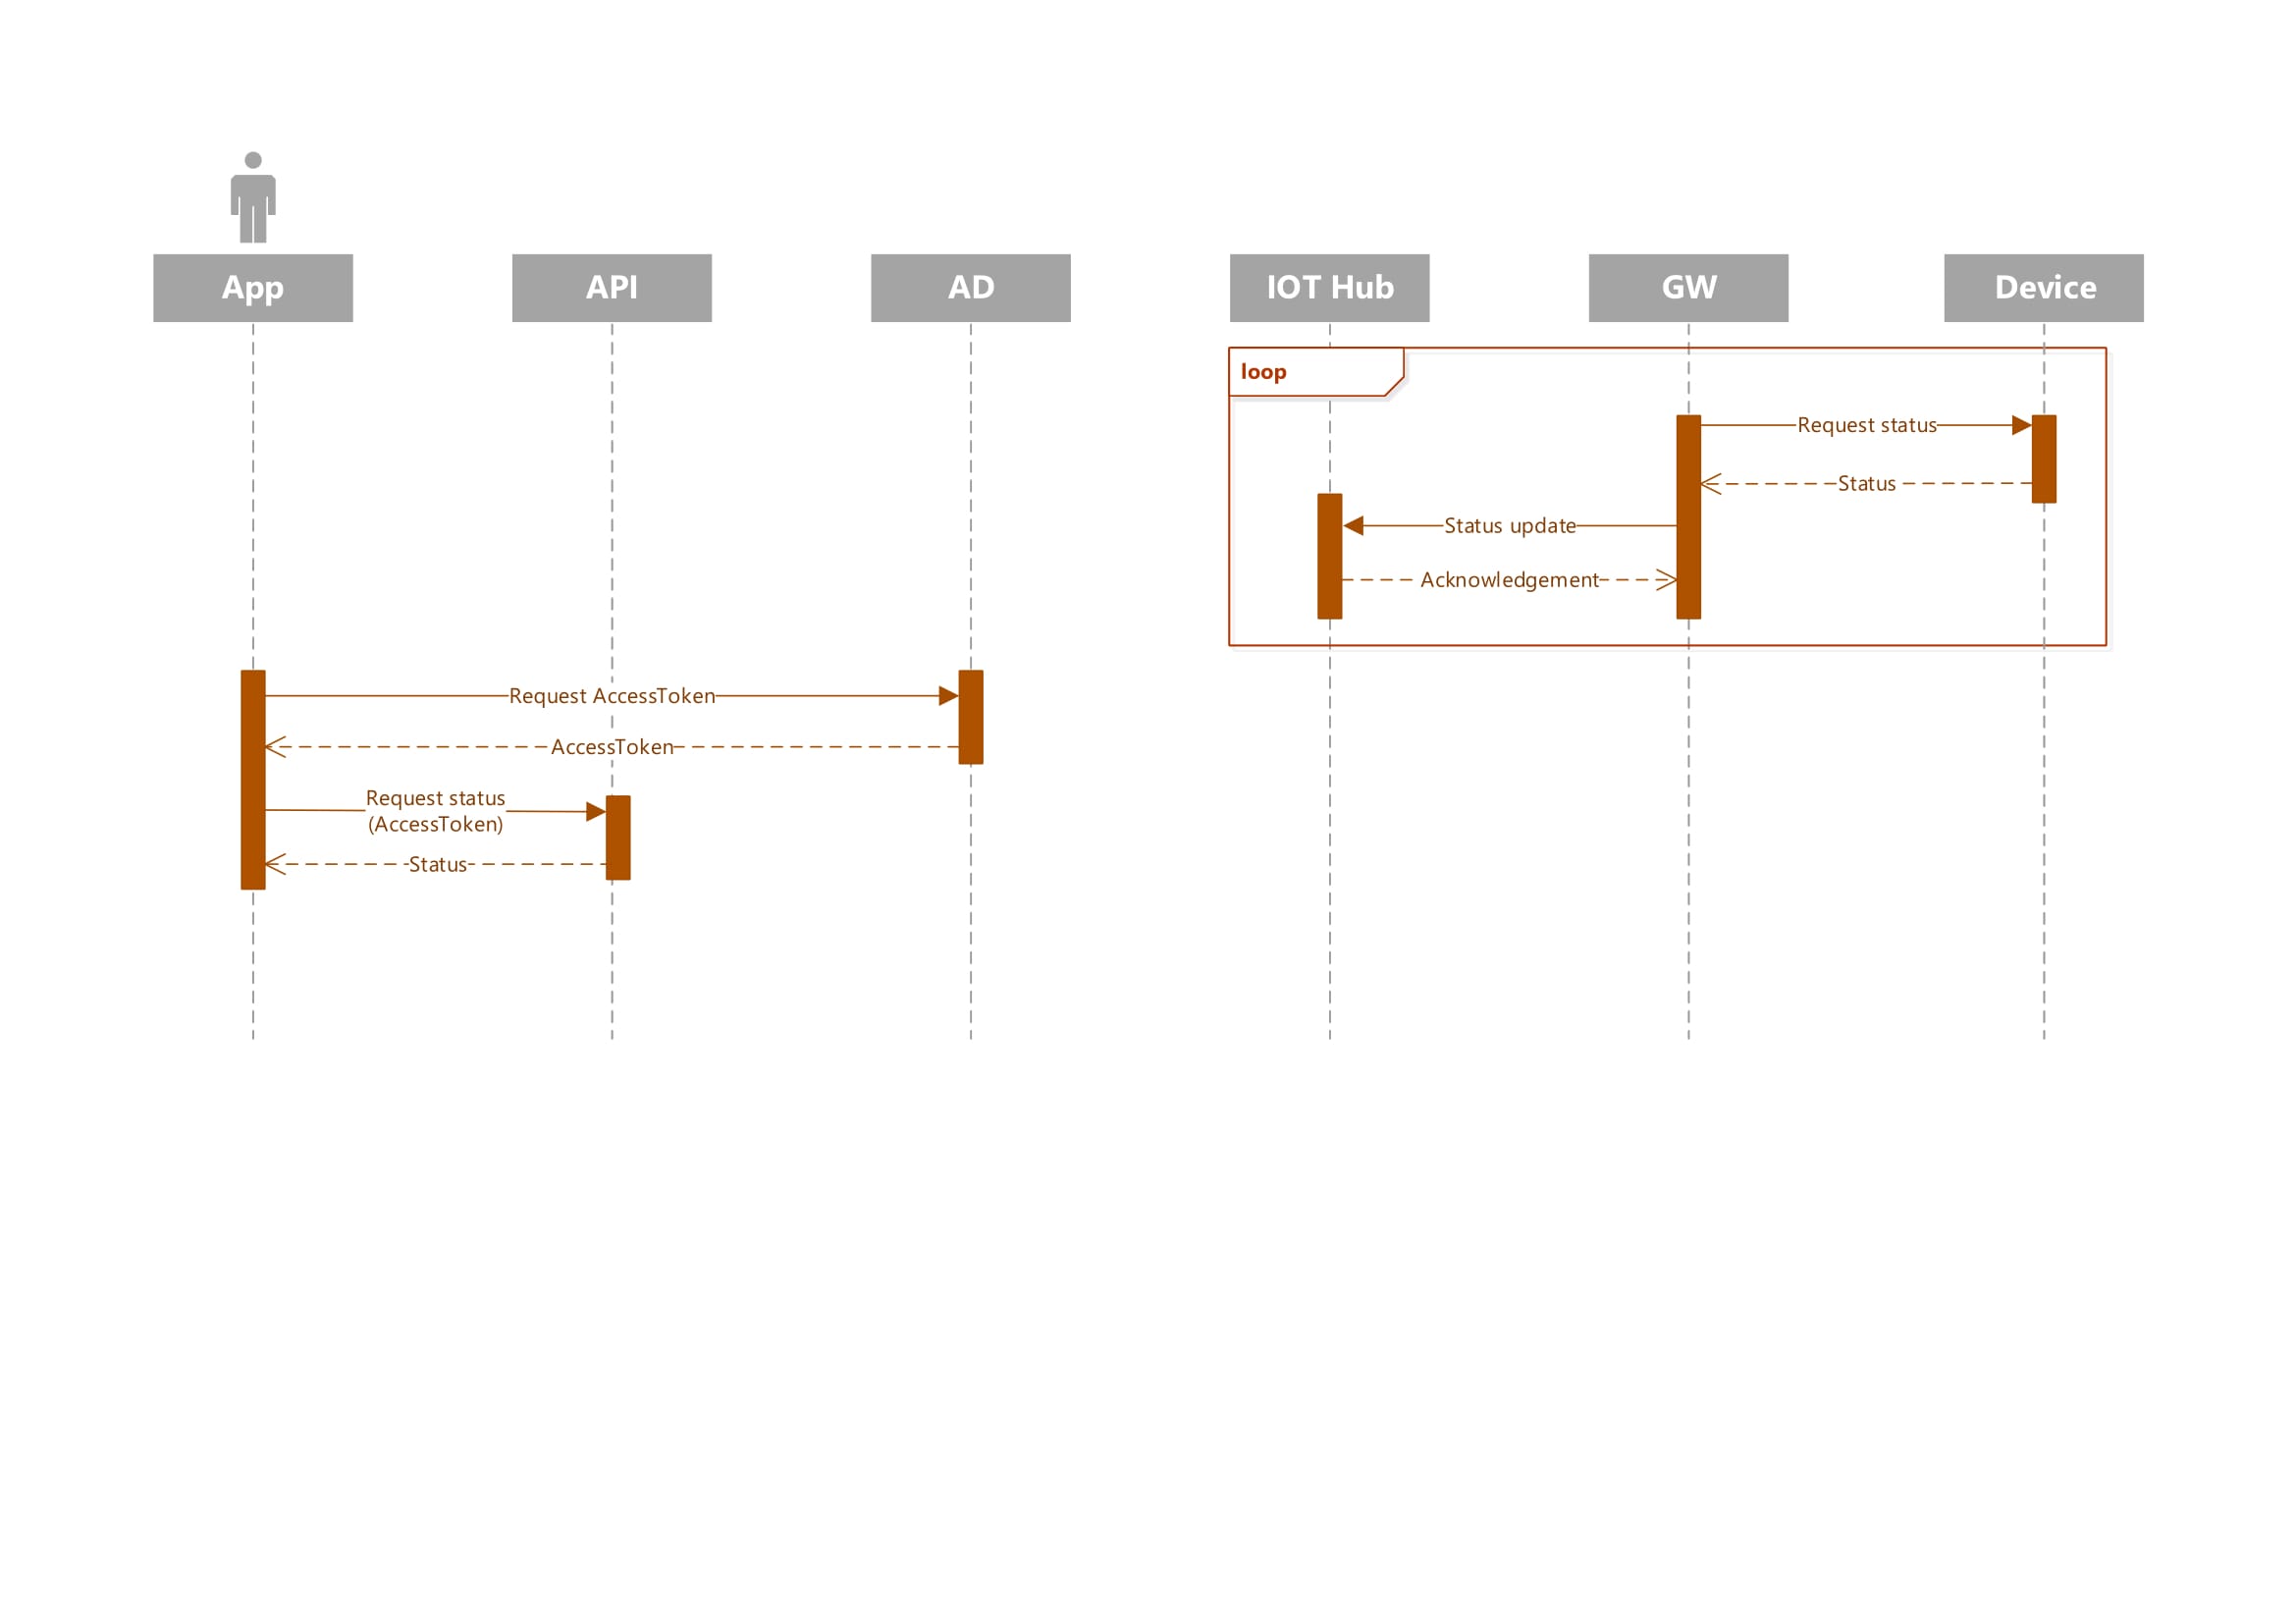 App
API
AD
IOT Hub
GW
Device
loop
Request status
Status
Status update
Acknowledgement
Request AccessToken
AccessToken
Request status
(AccessToken)
Status